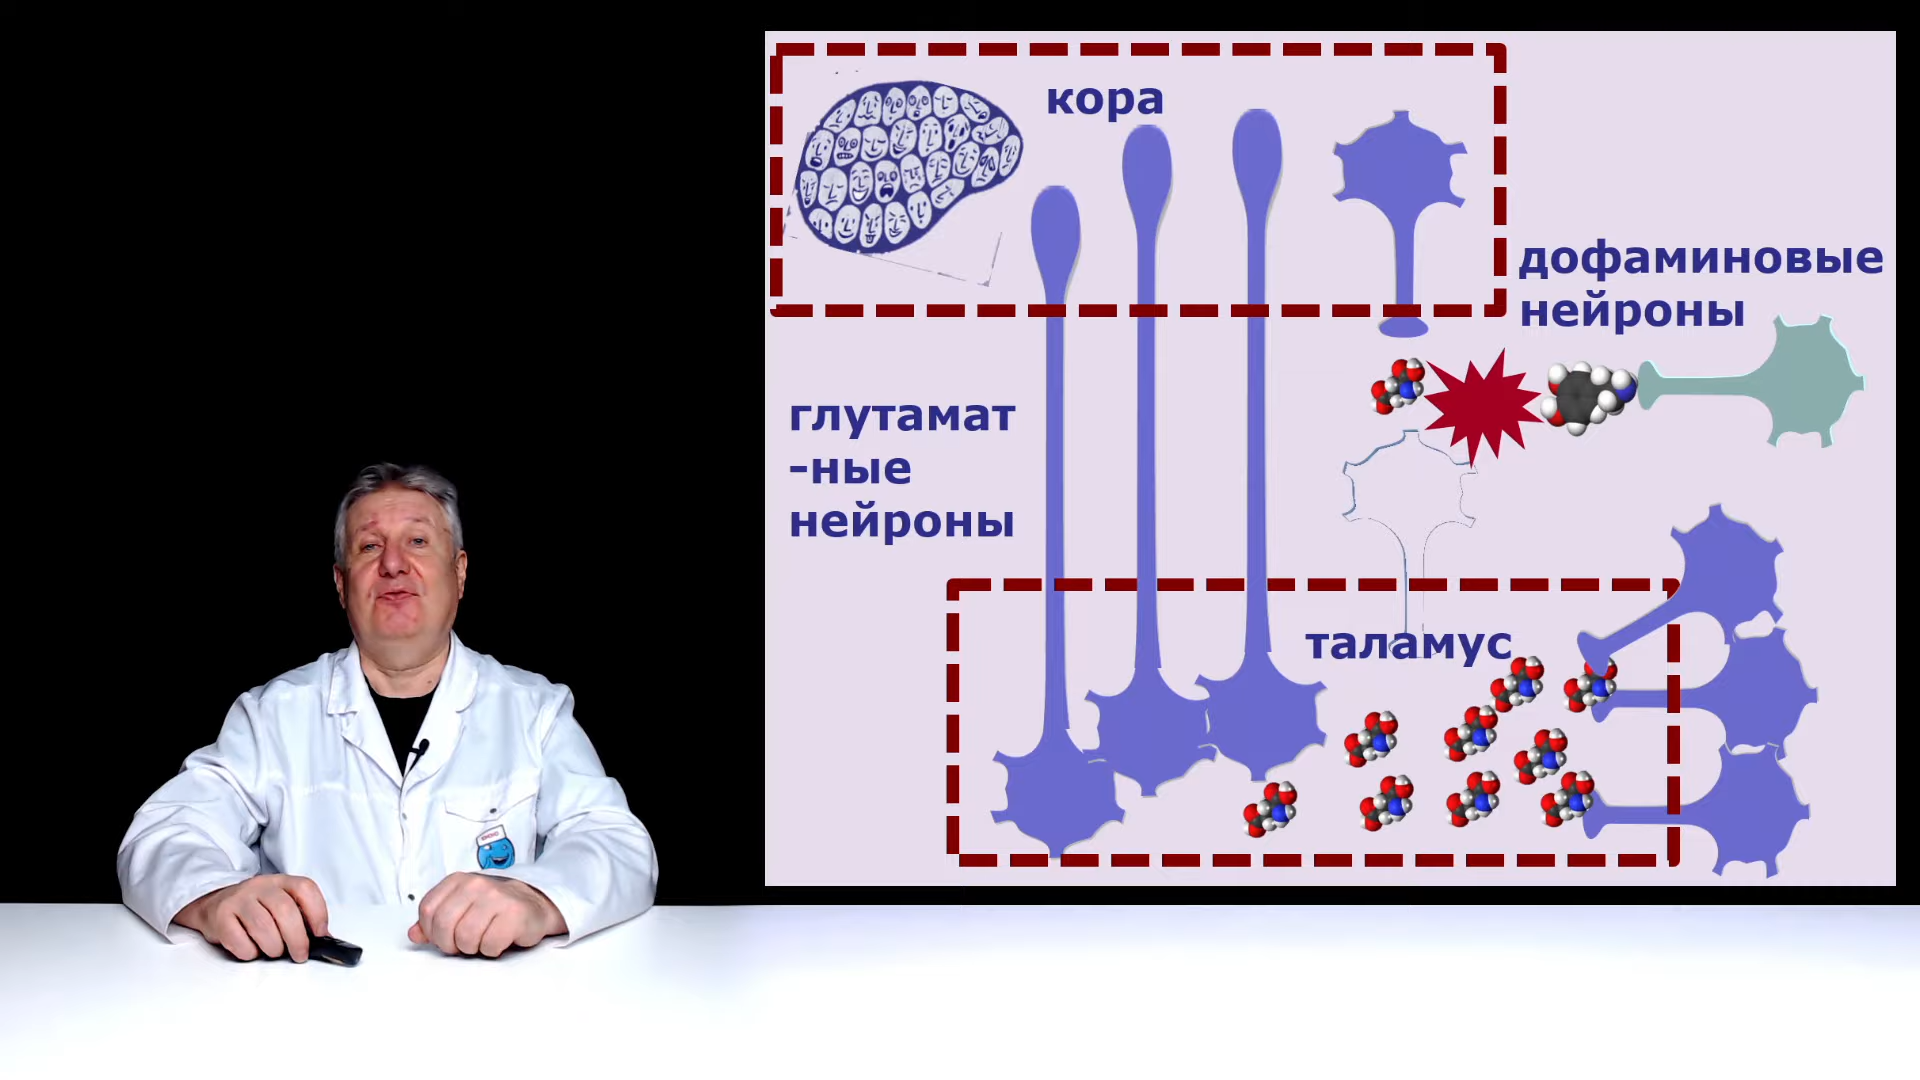 кора
дофаминовые
нейроны
глутамат
-ные
нейроны
таламус